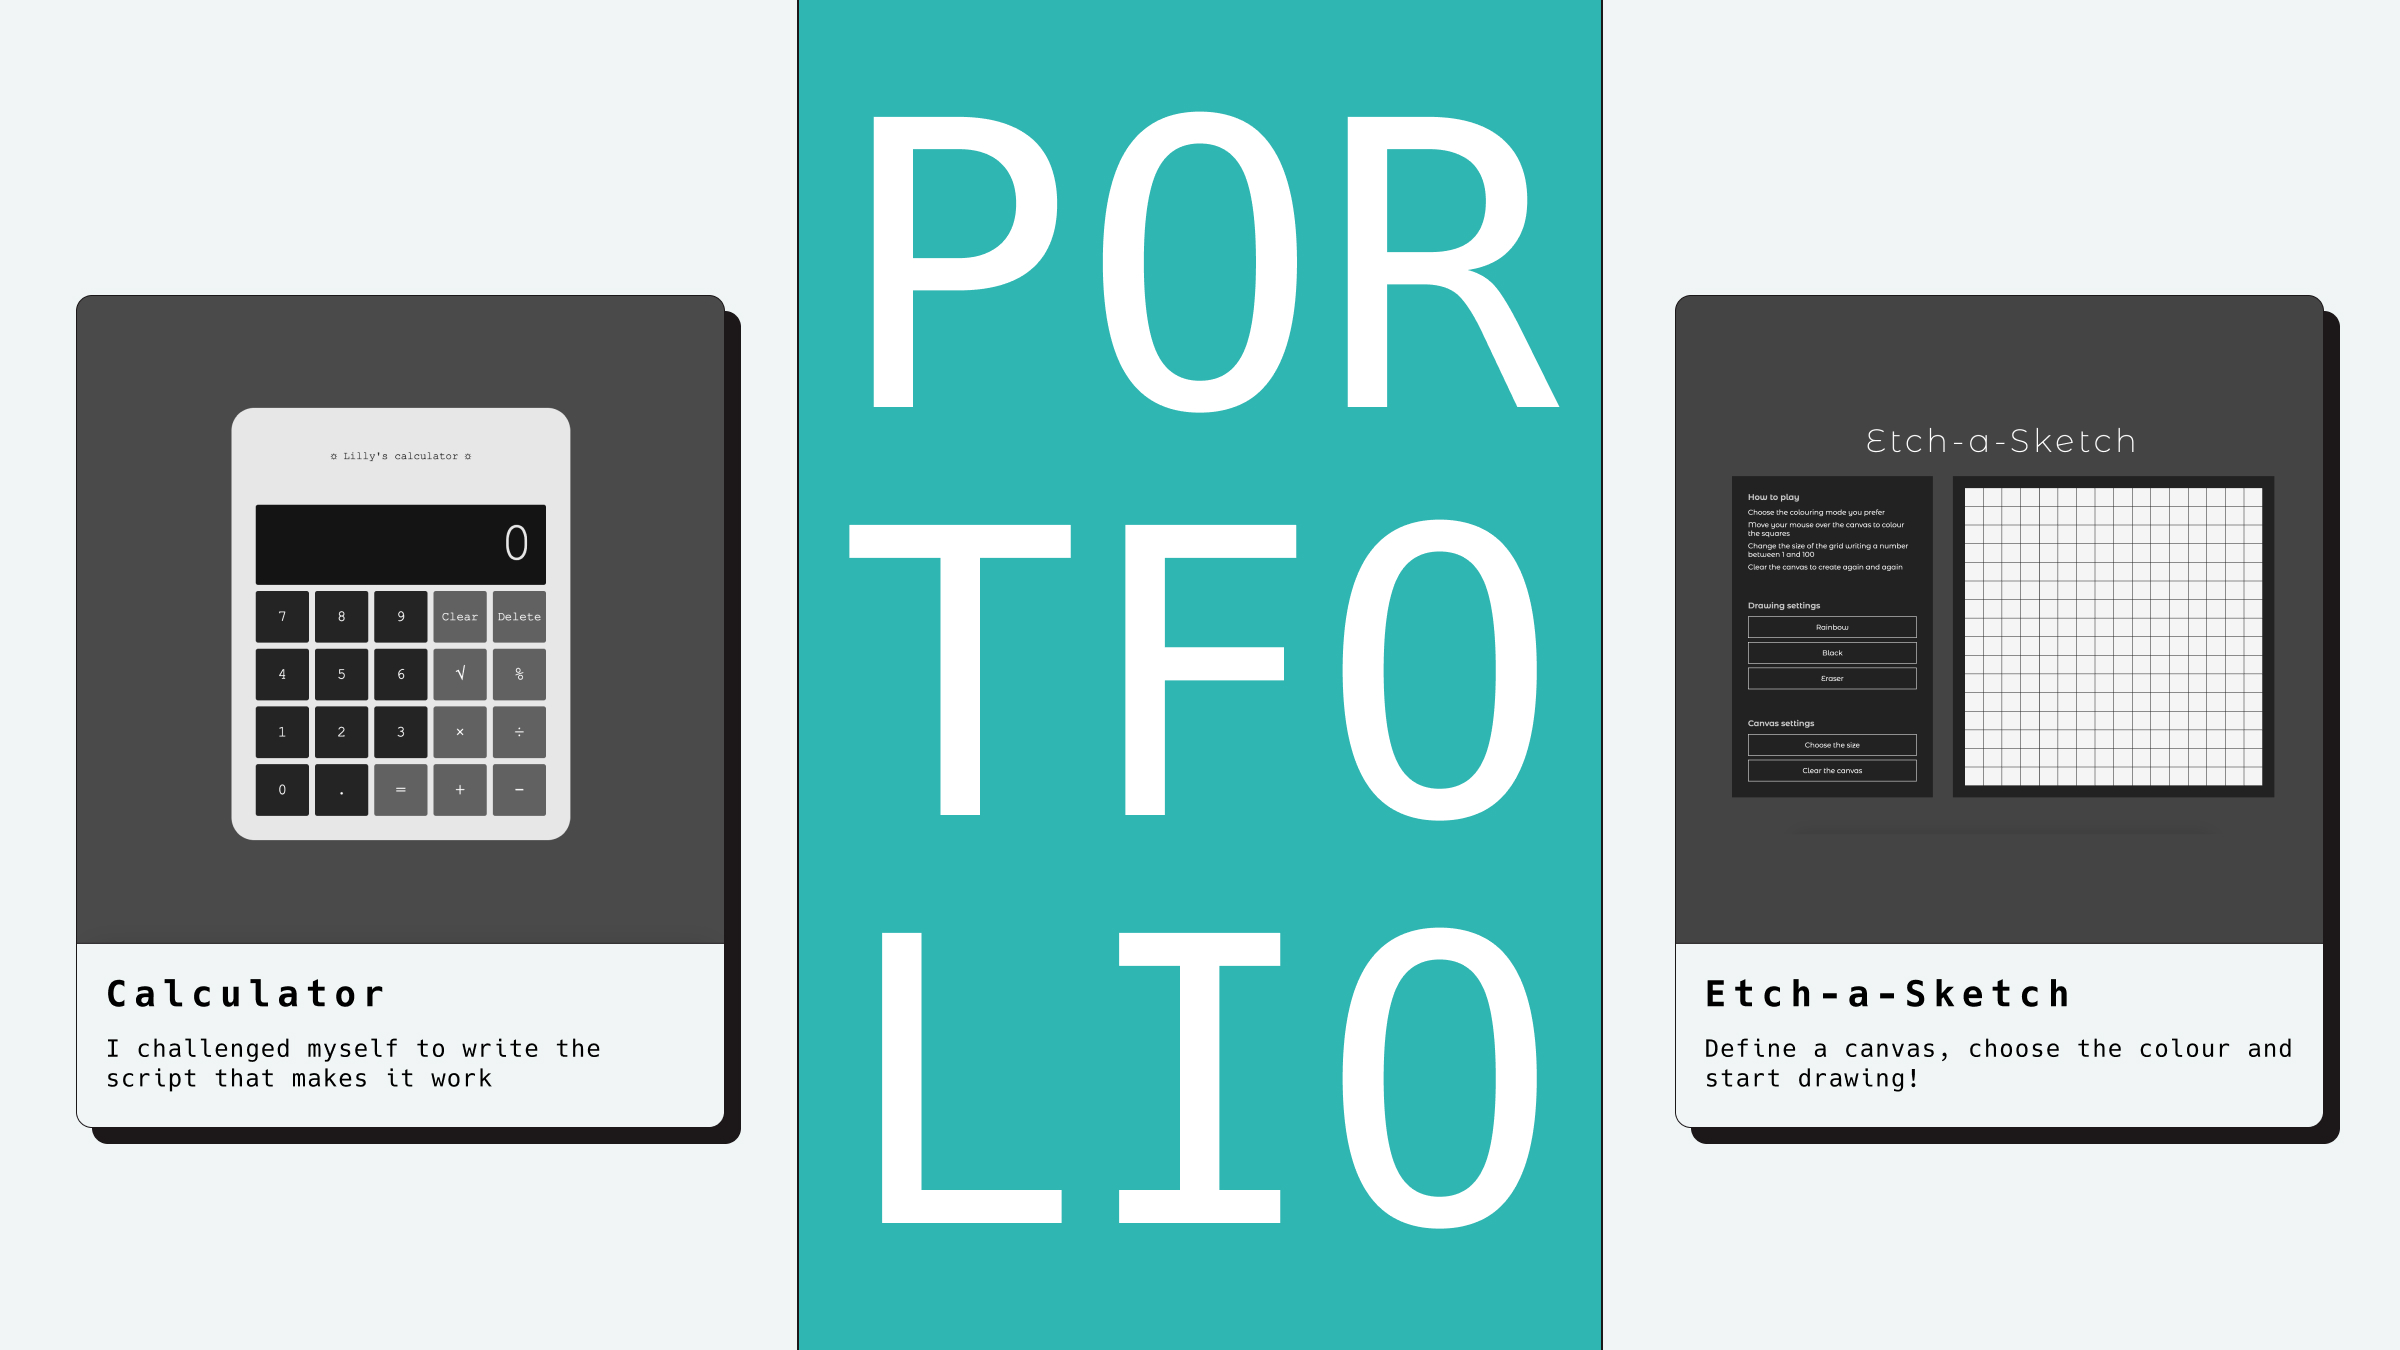 ☼ Lilly's calculator ☼
0
7 8 9 Clear Delete
4 5 6 √ %
1 2 3 × ÷
0 . = + −
Calculator
I challenged myself to write the
script that makes it work
POR
TFO
LIO
Etch-a-Sketch
How to play
Choose the colouring mode you prefer
Move your mouse over the canvas to colour
the squares
Change the size of the grid writing a number
between 1 and 100
Clear the canvas to create again and again
Drawing settings
Rainbow
Black
Eraser
Canvas settings
Choose the size
Clear the canvas
Etch-a-Sketch
Define a canvas, choose the colour and
start drawing!